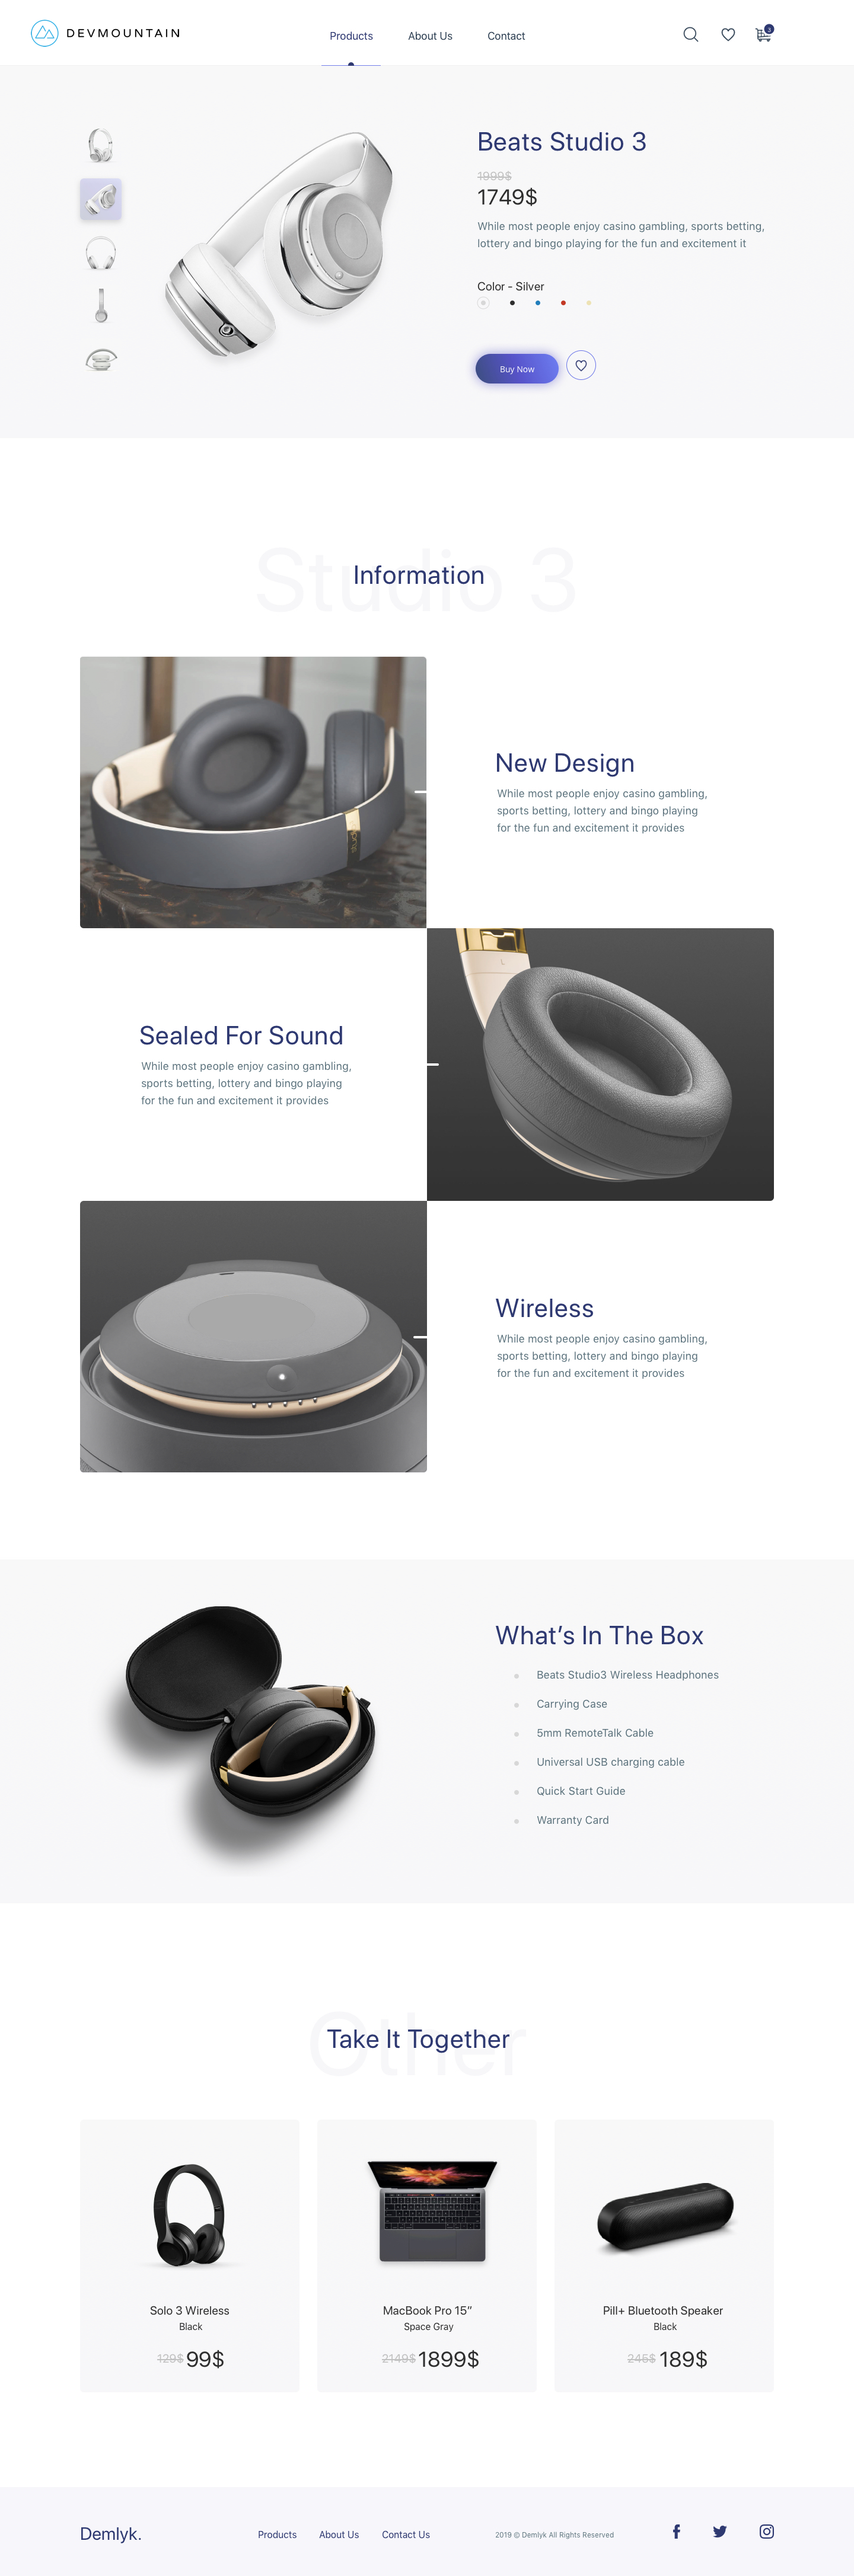 DEVMOUNTAIN
Products About Us Contact
Beats Studio 3
1999$
1749$
While most people enjoy casino gambling, sports betting,
lottery and bingo playing for the fun and excitement it
Color - Silver
Buy Now
Studio 3
Information
New Design
While most people enjoy casino gambling,
sports betting, lottery and bingo playing
for the fun and excitement it provides
Sealed For Sound
While most people enjoy casino gambling,
sports betting, lottery and bingo playing
for the fun and excitement it provides
Wireless
While most people enjoy casino gambling,
sports betting, lottery and bingo playing
for the fun and excitement it provides
What’s In The Box
Beats Studio3 Wireless Headphones
Carrying Case
5mm RemoteTalk Cable
Universal USB charging cable
Quick Start Guide
Warranty Card
Other
Take It Together
Solo 3 Wireless
Black
129$ 99$
MacBook Pro 15”
Space Gray
2149$ 1899$
Pill+ Bluetooth Speaker
Black
245$ 189$
Demlyk.
Products About Us Contact Us
2019 © Demlyk All Rights Reserved